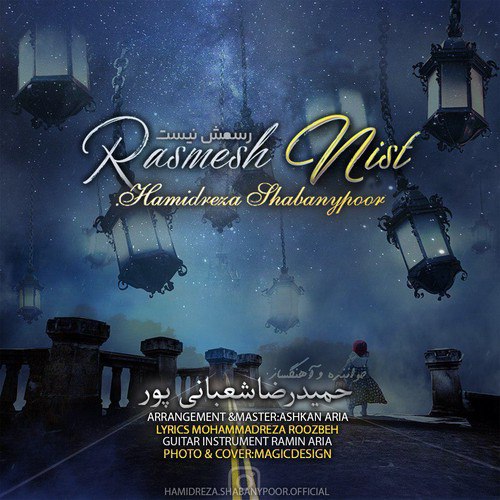 رسمش نیست
Rasmesh Nist
Hamidreza Shabanypoor
خواننده و آهنگساز:
حمیدرضا شعبانی پور
ARRANGEMENT &MASTER:ASHKAN ARIA
LYRICS MOHAMMADREZA ROOZBEH
GUITAR INSTRUMENT RAMIN ARIA
PHOTO & COVER:MAGICDESIGN
HAMIDREZA.SHABANYPOOR.OFFICIAL